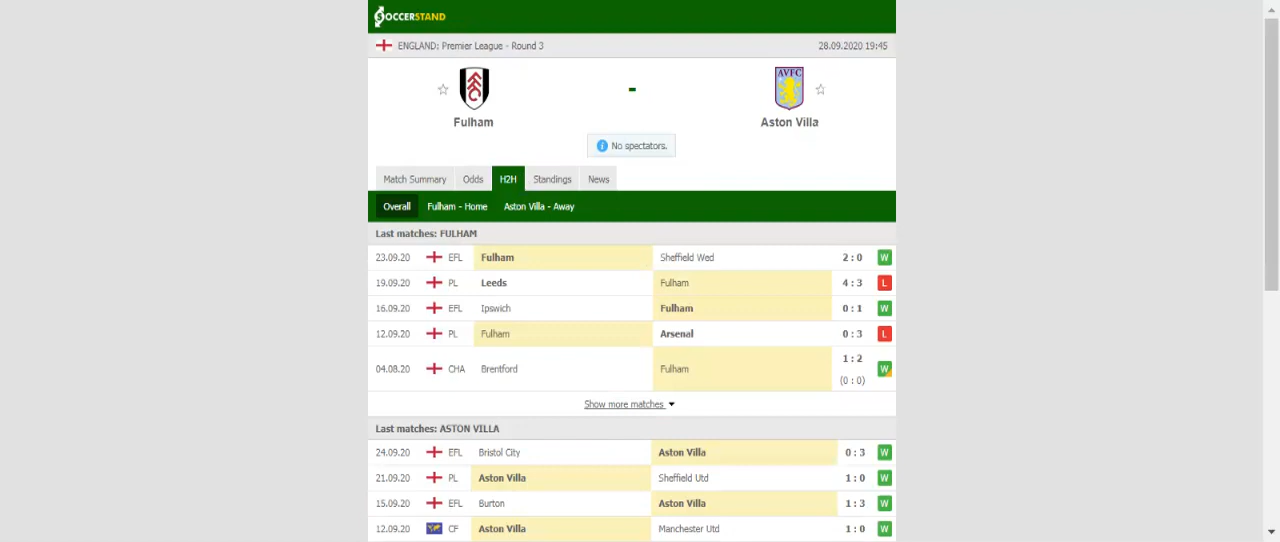 SOCCERSTAND
ENGLAND: Premier League - Round 3 28.09.2020 19:45
AVFC
Fulham - Aston Villa
No spectators.
Match Summary Odds H2H Standings News
Overall Fulham - Home Aston Villa - Away
Last matches: FULHAM
23.09.20 EFL Fulham Sheffield Wed 2 : 0 W
19.09.20 PL Leeds Fulham 4 : 3 L
16.09.20 EFL Ipswich Fulham 0 : 1 W
12.09.20 PL Fulham Arsenal 0 : 3 L
04.08.20 CHA Brentford Fulham 1 : 2 W
(0 : 0)
Show more matches
Last matches: ASTON VILLA
24.09.20 EFL Bristol City Aston Villa 0 : 3 W
21.09.20 PL Aston Villa Sheffield Utd 1 : 0 W
15.09.20 EFL Burton Aston Villa 1 : 3 W
12.09.20 CF Aston Villa Manchester Utd 1 : 0 W